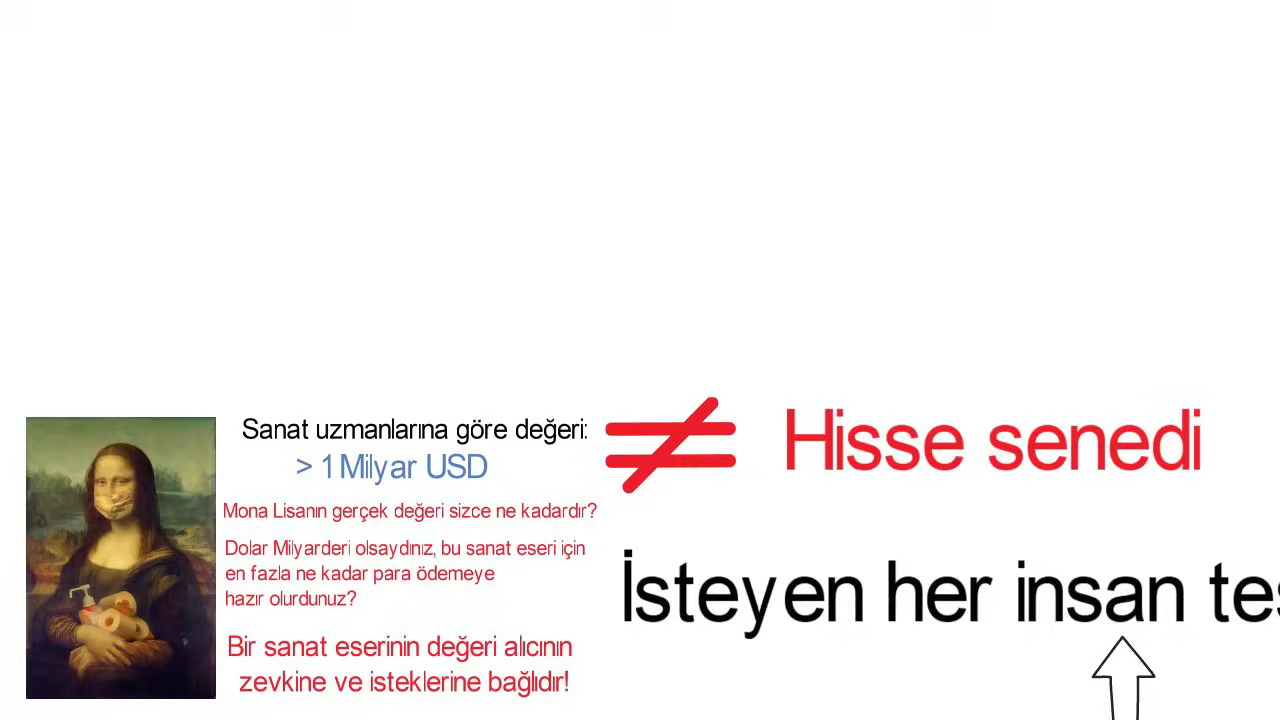 Sanat uzmanlarına göre değeri:
> 1 Milyar USD
Mona Lisanın gerçek değeri sizce ne kadardır?
Dolar Milyarderi olsaydınız, bu sanat eseri için
en fazla ne kadar para ödemeye
hazır olurdunuz?
Bir sanat eserinin değeri alıcının
zevkine ve isteklerine bağlıdır!
≠ Hisse senedi
İsteyen her insan